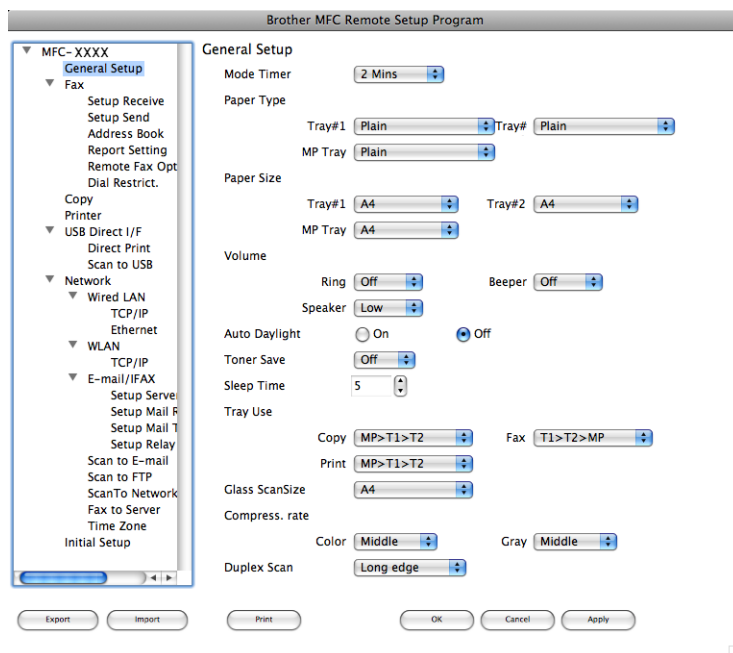 Brother MFC Remote Setup Program
MFC-XXXX
General Setup
Fax
Setup Receive
Setup Send
Address Book
Report Setting
Remote Fax Opt
Dial Restrict.
Copy
Printer
USB Direct I/F
Direct Print
Scan to USB
Network
Wired LAN
TCP/IP
Ethernet
WLAN
TCP/IP
E-mail/IFAX
Setup Server
Setup Mail R
Setup Mail T
Setup Relay
Scan to E-mail
Scan to FTP
ScanTo Network
Fax to Server
Time Zone
Initial Setup
General Setup
Mode Timer 2 Mins
Paper Type
Tray#1 Plain Tray# Plain
MP Tray Plain
Paper Size
Tray#1 A4 Tray#2 A4
MP Tray A4
Volume
Ring Off Beeper Off
Speaker Low
Auto Daylight On Off
Toner Save Off
Sleep Time 5
Tray Use
Copy MP>T1>T2 Fax T1>T2>MP
Print MP>T1>T2
Glass ScanSize A4
Compress. rate
Color Middle Gray Middle
Duplex Scan Long edge
Export Import Print OK Cancel Apply